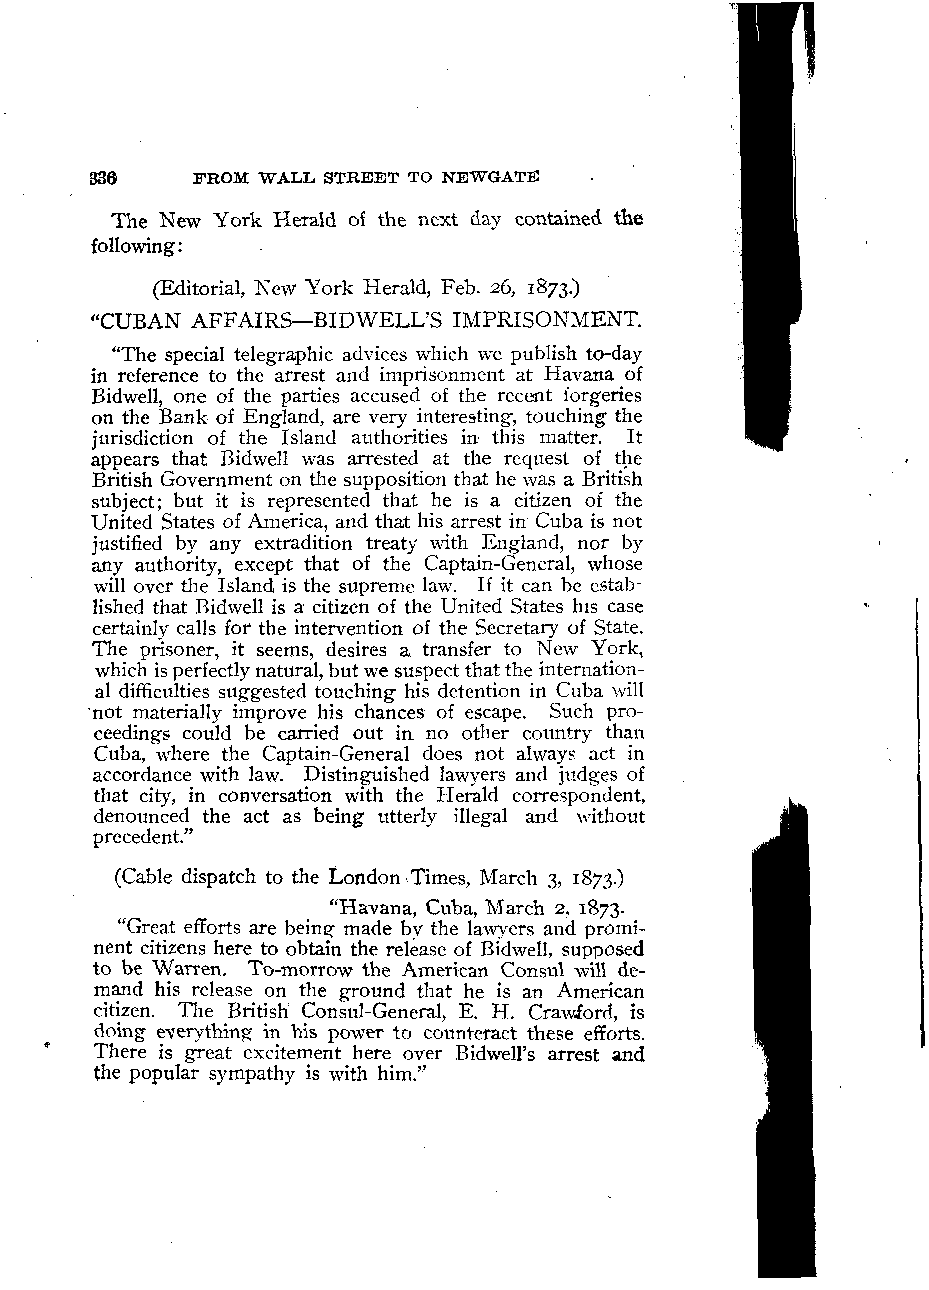 336 FROM WALL STREET TO NEWGATE
The New York Herald of the next day contained the
following:
(Editorial, New York Herald, Feb. 26, 1873.)
“CUBAN AFFAIRS—BIDWELL’S IMPRISONMENT.
“The special telegraphic advices which we publish to-day
in reference to the arrest and imprisonment at Havana of
Bidwell, one of the parties accused of the recent forgeries
on the Bank of England, are very interesting, touching the
jurisdiction of the Island authorities in this matter. It
appears that Bidwell was arrested at the request of the
British Government on the supposition that he was a British
subject; but it is represented that he is a citizen of the
United States of America, and that his arrest in Cuba is not
justified by any extradition treaty with England, nor by
any authority, except that of the Captain-General, whose
will over the Island is the supreme law. If it can be estab-
lished that Bidwell is a citizen of the United States his case
certainly calls for the intervention of the Secretary of State.
The prisoner, it seems, desires a transfer to New York,
which is perfectly natural, but we suspect that the internation-
al difficulties suggested touching his detention in Cuba will
not materially improve his chances of escape. Such pro-
ceedings could be carried out in no other country than
Cuba, where the Captain-General does not always act in
accordance with law. Distinguished lawyers and judges of
that city, in conversation with the Herald correspondent,
denounced the act as being utterly illegal and without
precedent.”
(Cable dispatch to the London Times, March 3, 1873.)
“Havana, Cuba, March 2, 1873.
“Great efforts are being made by the lawyers and promi-
nent citizens here to obtain the release of Bidwell, supposed
to be Warren. To-morrow the American Consul will de-
mand his release on the ground that he is an American
citizen. The British Consul-General, E. H. Crawford, is
doing everything in his power to counteract these efforts.
There is great excitement here over Bidwell’s arrest and
the popular sympathy is with him.”